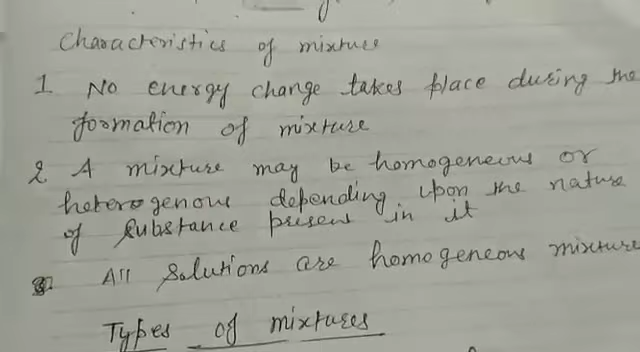 Characteristics of mixture
1 No energy change takes place during the
formation of mixture
2 A mixture may be homogeneous or
heterogenous depending upon the nature
of substance present in it
3 All solutions are homogeneous mixture
Types of mixtures